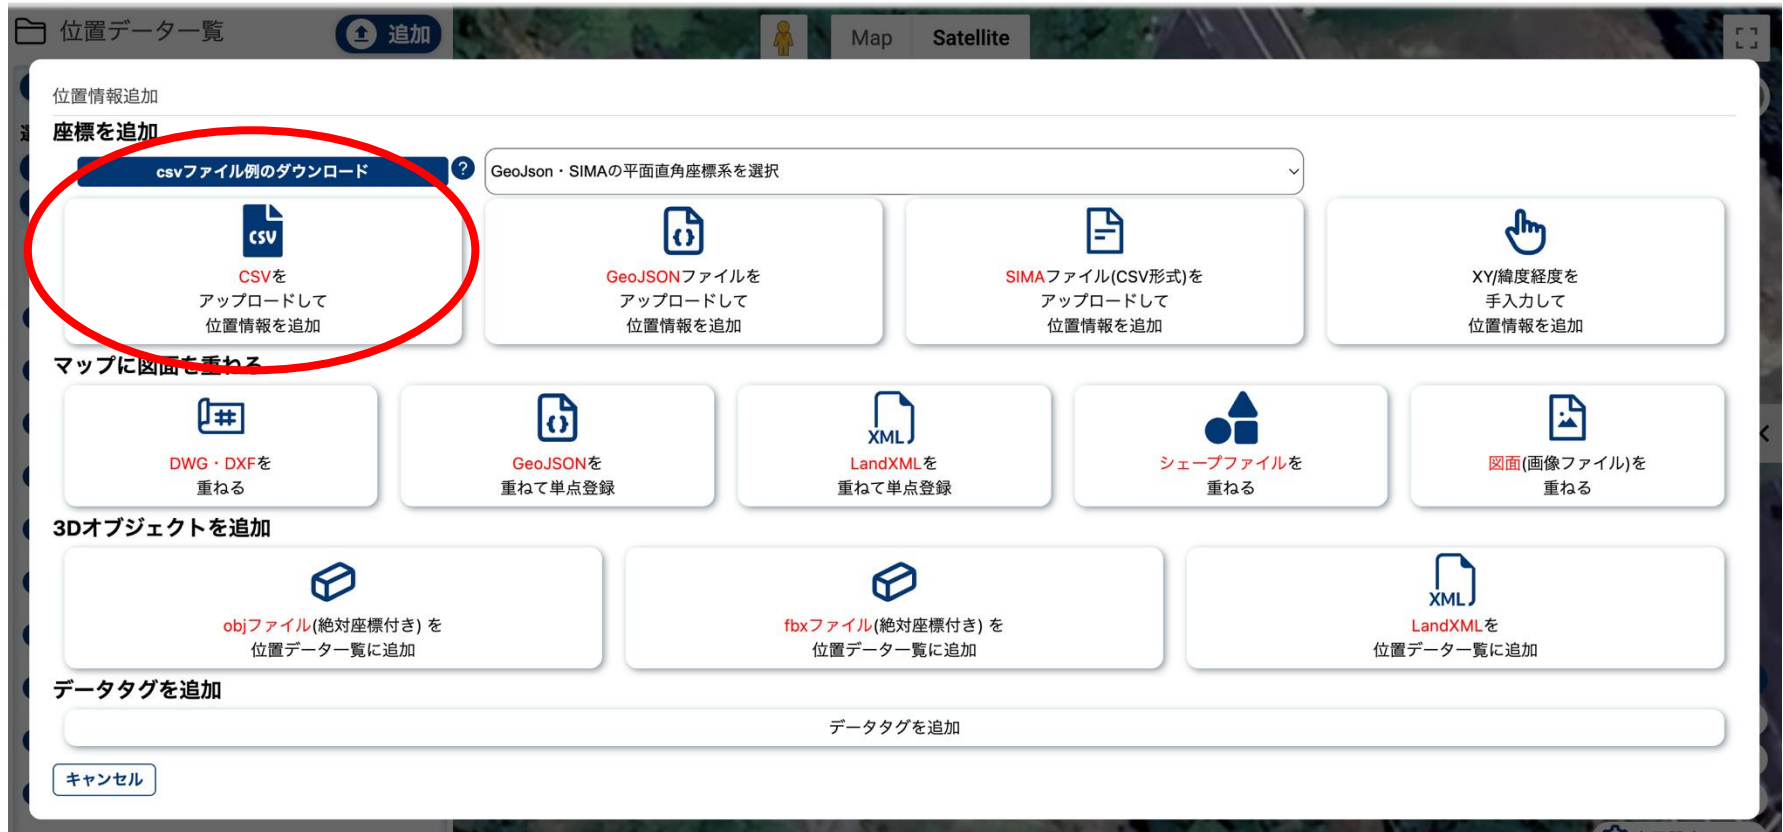 位置データ一覧
追加
Map
Satellite
位置情報追加
座標を追加
csvファイル例のダウンロード
?
GeoJson・SIMAの平面直角座標系を選択
CSV
CSVを
アップロードして
位置情報を追加
GeoJSONファイルを
アップロードして
位置情報を追加
SIMAファイル(CSV形式)を
アップロードして
位置情報を追加
XY/緯度経度を
手入力して
位置情報を追加
マップに図面を重ねる
DWG・DXFを
重ねる
GeoJSONを
重ねて単点登録
XML
LandXMLを
重ねて単点登録
シェープファイルを
重ねる
図面(画像ファイル)を
重ねる
3Dオブジェクトを追加
objファイル(絶対座標付き) を
位置データ一覧に追加
fbxファイル(絶対座標付き) を
位置データ一覧に追加
XML
LandXMLを
位置データ一覧に追加
データタグを追加
データタグを追加
キャンセル